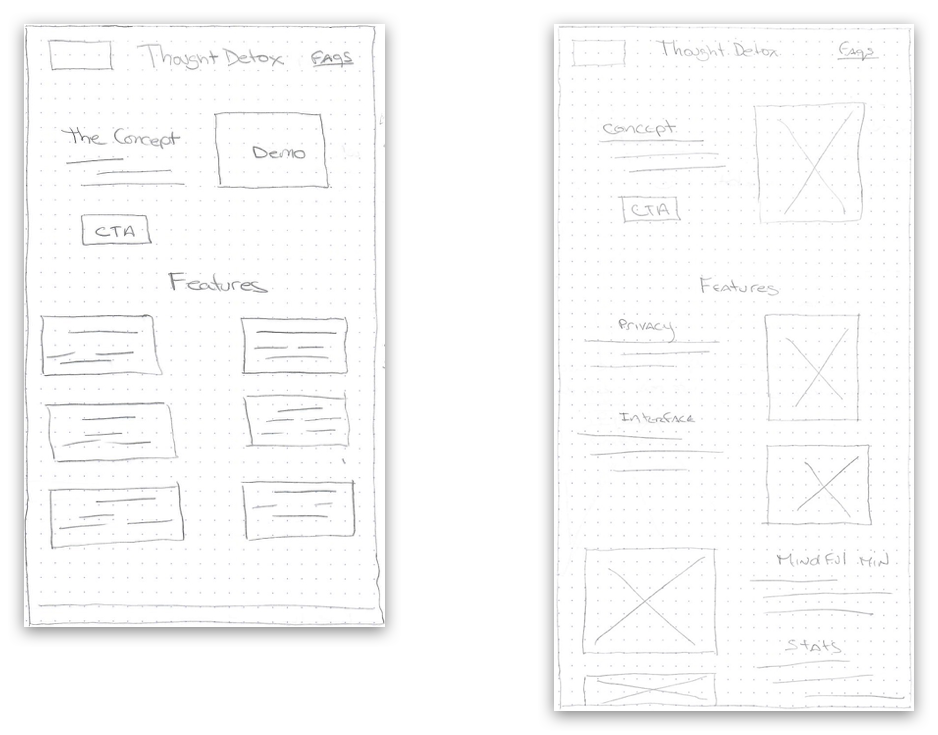 Thought Detox FAQs
The Concept
Demo
CTA
Features
Thought Detox Faqs
Concept
CTA
Features
Privacy
Interface
Mindful Min
Stats